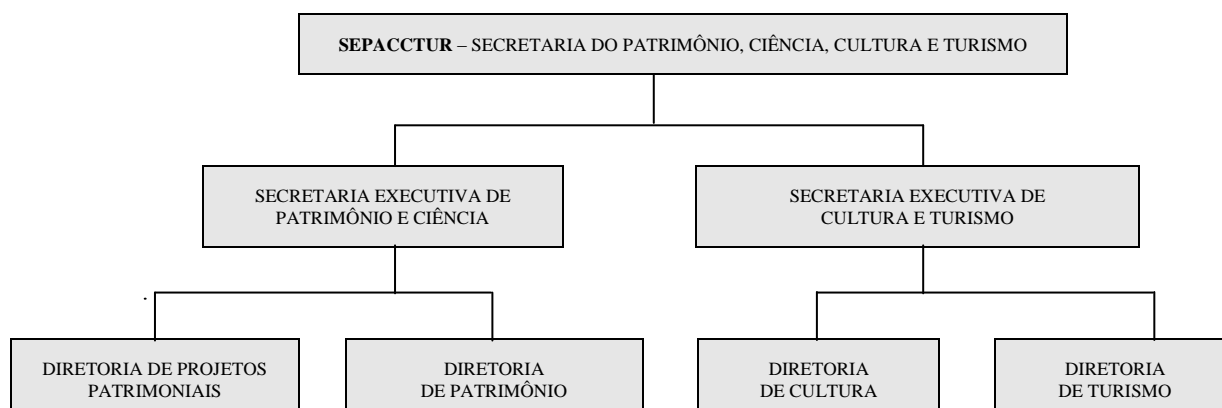 SEPACCTUR – SECRETARIA DO PATRIMÔNIO, CIÊNCIA, CULTURA E TURISMO
SECRETARIA EXECUTIVA DE
PATRIMÔNIO E CIÊNCIA
SECRETARIA EXECUTIVA DE
CULTURA E TURISMO
.
DIRETORIA DE PROJETOS
PATRIMONIAIS
DIRETORIA
DE PATRIMÔNIO
DIRETORIA
DE CULTURA
DIRETORIA
DE TURISMO